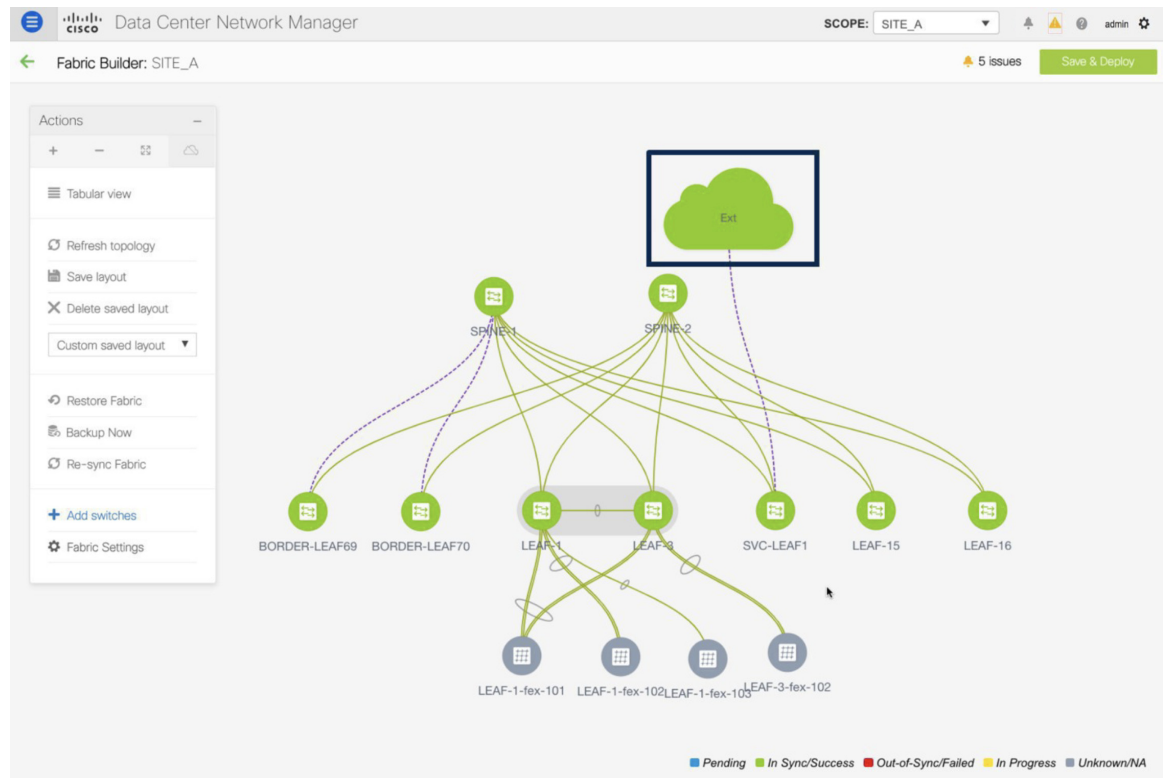 cisco Data Center Network Manager SCOPE: SITE_A admin
Fabric Builder: SITE_A 5 issues Save & Deploy
Actions
Tabular view
Refresh topology
Save layout
Delete saved layout
Custom saved layout
Restore Fabric
Backup Now
Re-sync Fabric
Add switches
Fabric Settings
Ext
SPINE-1 SPINE-2
BORDER-LEAF69 BORDER-LEAF70 LEAF-1 LEAF-3 SVC-LEAF1 LEAF-15 LEAF-16
LEAF-1-fex-101 LEAF-1-fex-102 LEAF-1-fex-103 LEAF-3-fex-102
Pending In Sync/Success Out-of-Sync/Failed In Progress Unknown/NA